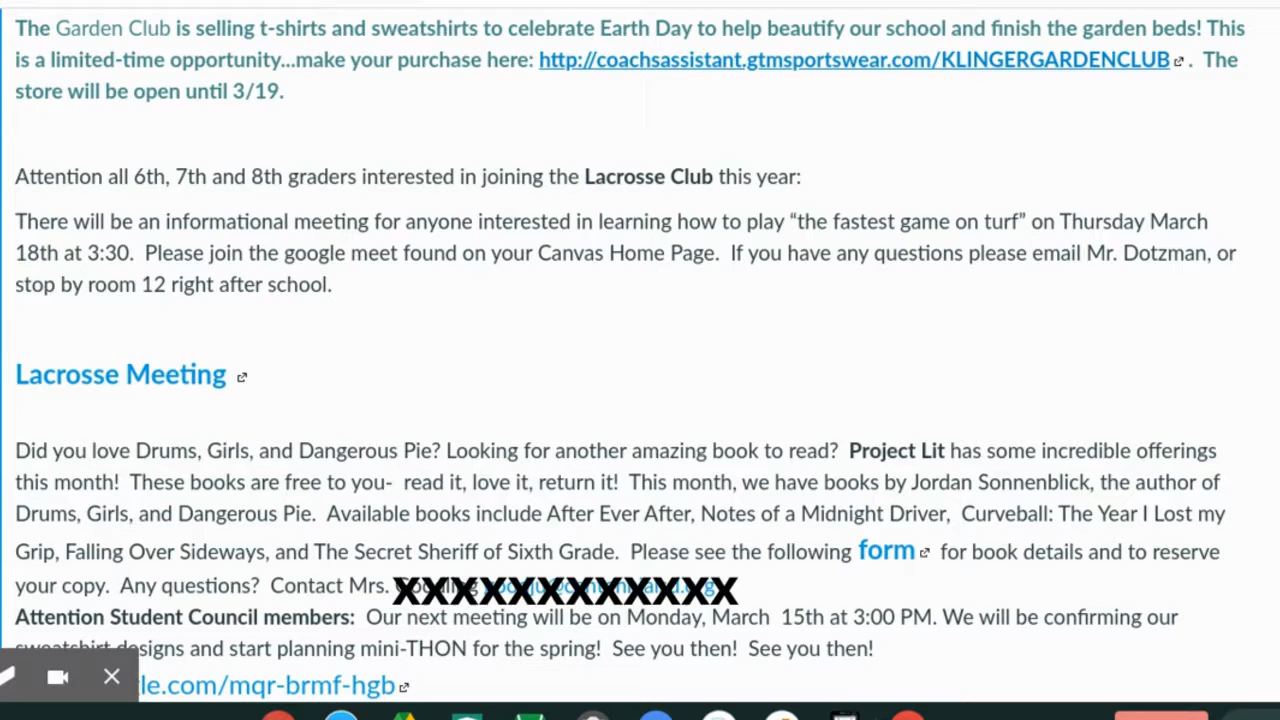 The Garden Club is selling t-shirts and sweatshirts to celebrate Earth Day to help beautify our school and finish the garden beds! This
is a limited-time opportunity...make your purchase here: http://coachsassistant.gtmsportswear.com/KLINGERGARDENCLUB. The
store will be open until 3/19.
Attention all 6th, 7th and 8th graders interested in joining the Lacrosse Club this year:
There will be an informational meeting for anyone interested in learning how to play “the fastest game on turf” on Thursday March
18th at 3:30. Please join the google meet found on your Canvas Home Page. If you have any questions please email Mr. Dotzman, or
stop by room 12 right after school.
Lacrosse Meeting
Did you love Drums, Girls, and Dangerous Pie? Looking for another amazing book to read? Project Lit has some incredible offerings
this month! These books are free to you- read it, love it, return it! This month, we have books by Jordan Sonnenblick, the author of
Drums, Girls, and Dangerous Pie. Available books include After Ever After, Notes of a Midnight Driver, Curveball: The Year I Lost my
Grip, Falling Over Sideways, and The Secret Sheriff of Sixth Grade. Please see the following form for book details and to reserve
your copy. Any questions? Contact Mrs. XXXXXXXXXXXX
Attention Student Council members: Our next meeting will be on Monday, March 15th at 3:00 PM. We will be confirming our
designs and start planning mini-THON for the spring! See you then! See you then!
le.com/mqr-brmf-hgb